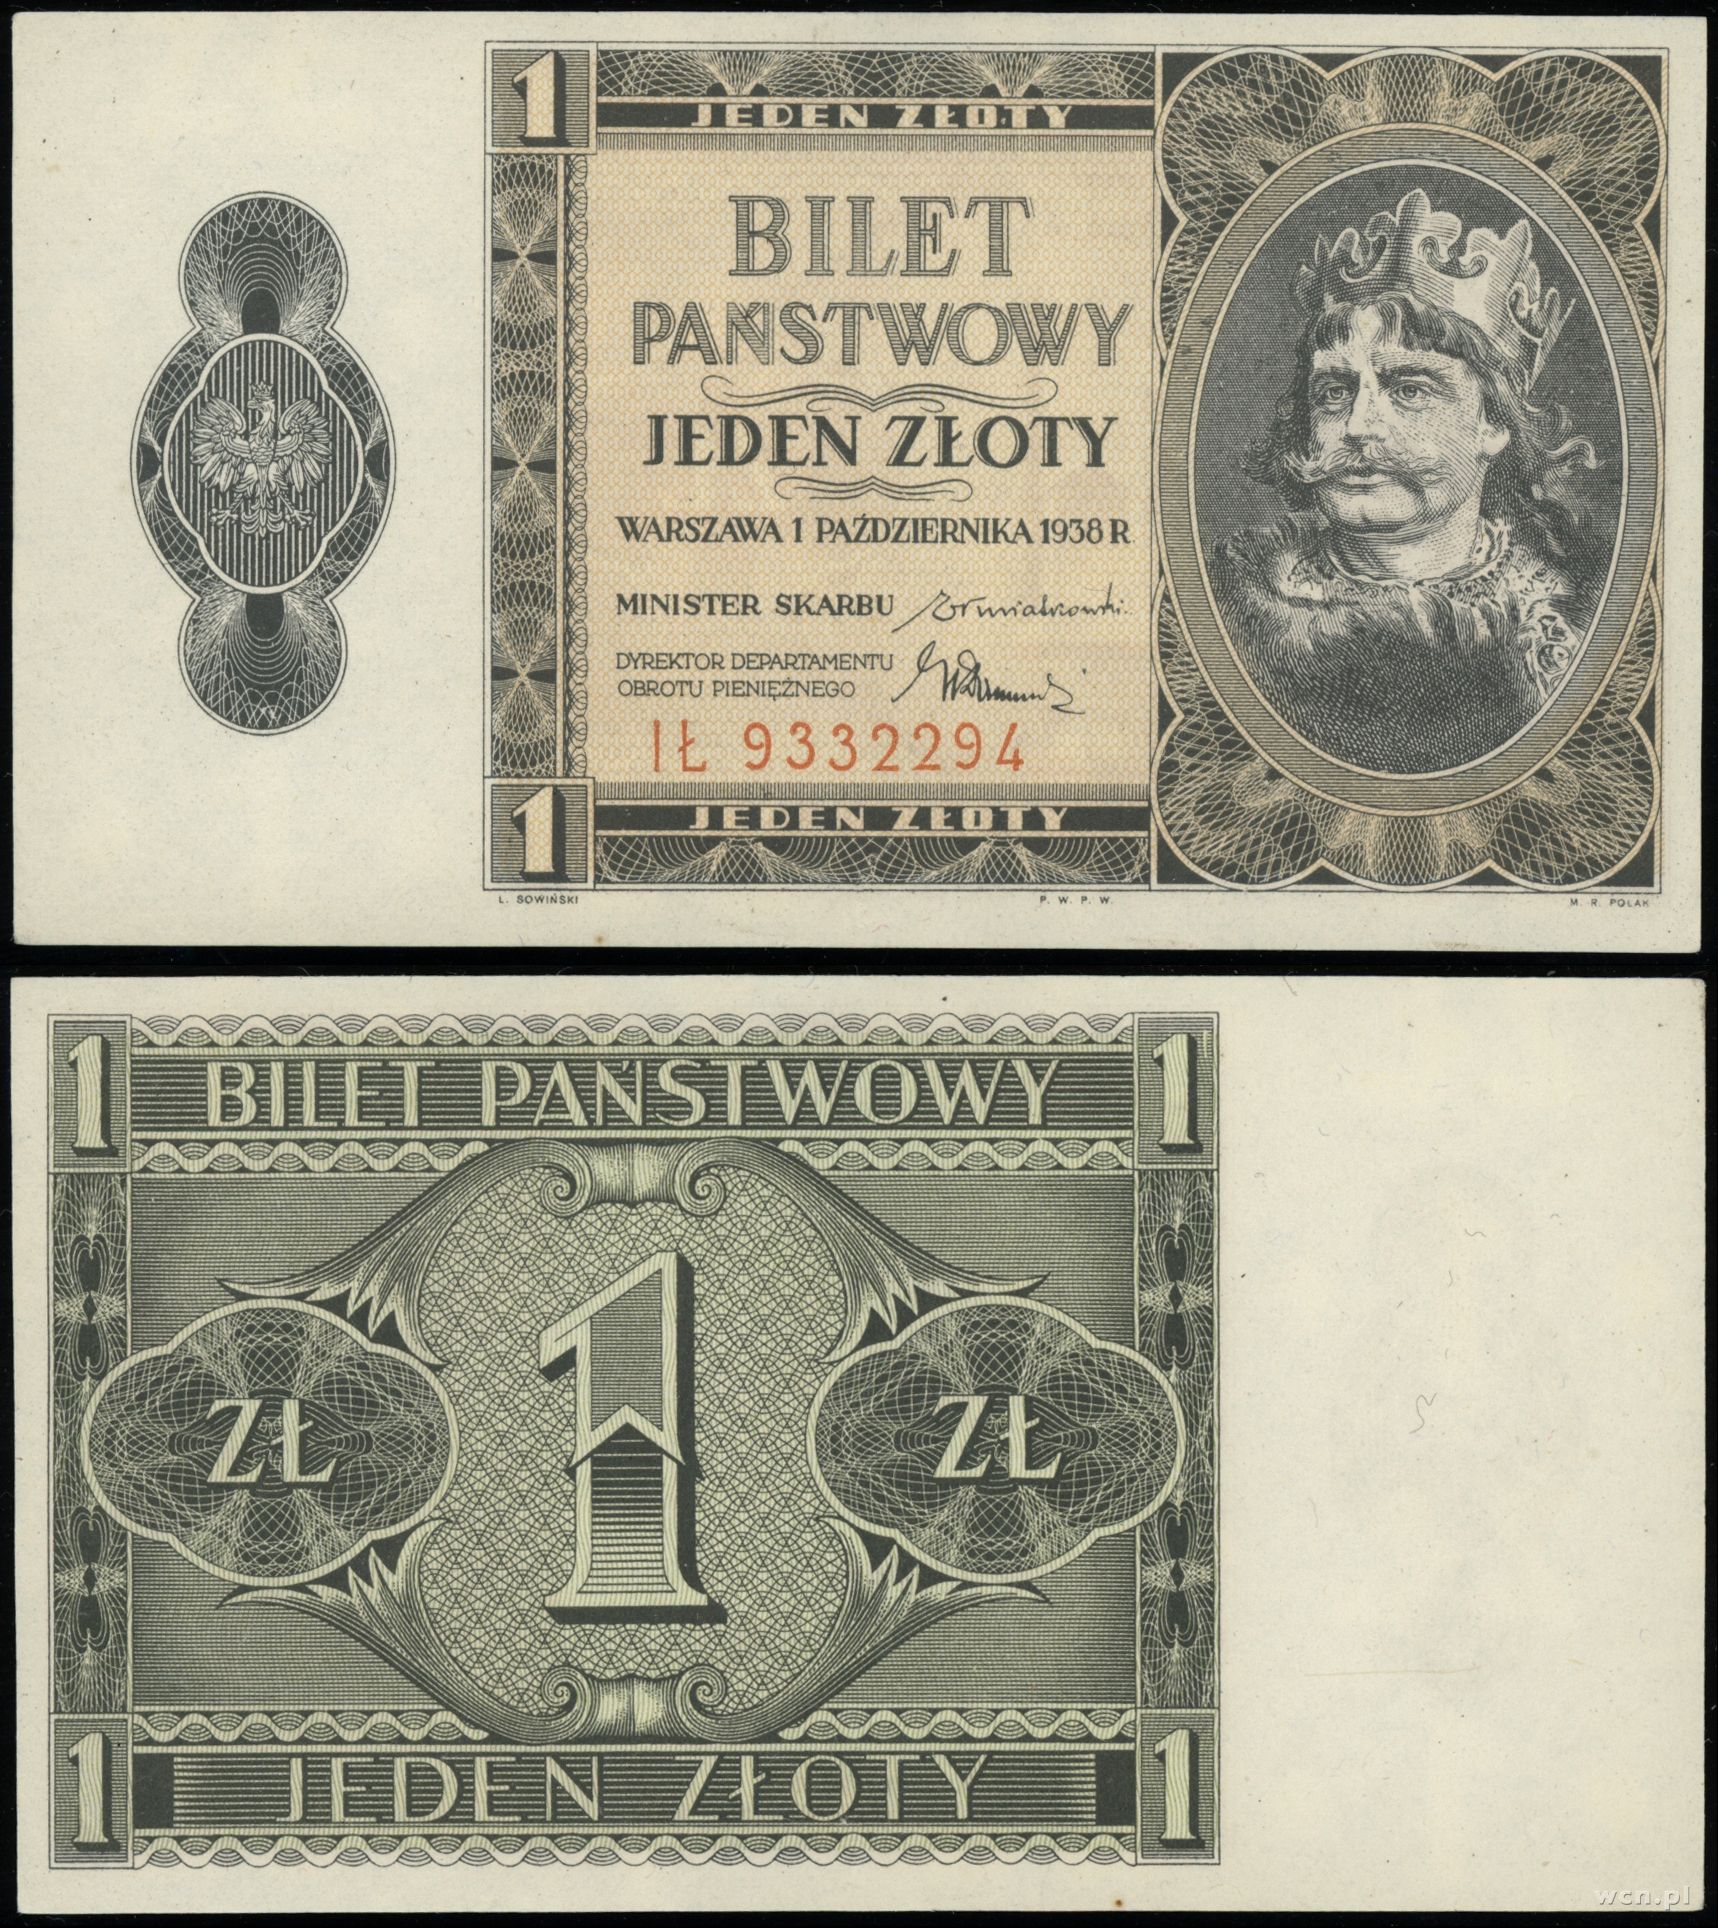 1 JEDEN ZŁOTY
BILET
PAŃSTWOWY
JEDEN ZŁOTY
WARSZAWA 1 PAŹDZIERNIKA 1938 R
MINISTER SKARBU
DYREKTOR DEPARTAMENTU
OBROTU PIENIĘŻNEGO
IŁ 9332294
1 JEDEN ZŁOTY
L. SOWIŃSKI P. W. P. W. M. R. POLAK
1 BILET PAŃSTWOWY 1
ZŁ 1 ZŁ
1 JEDEN ZŁOTY 1
wcn.pl